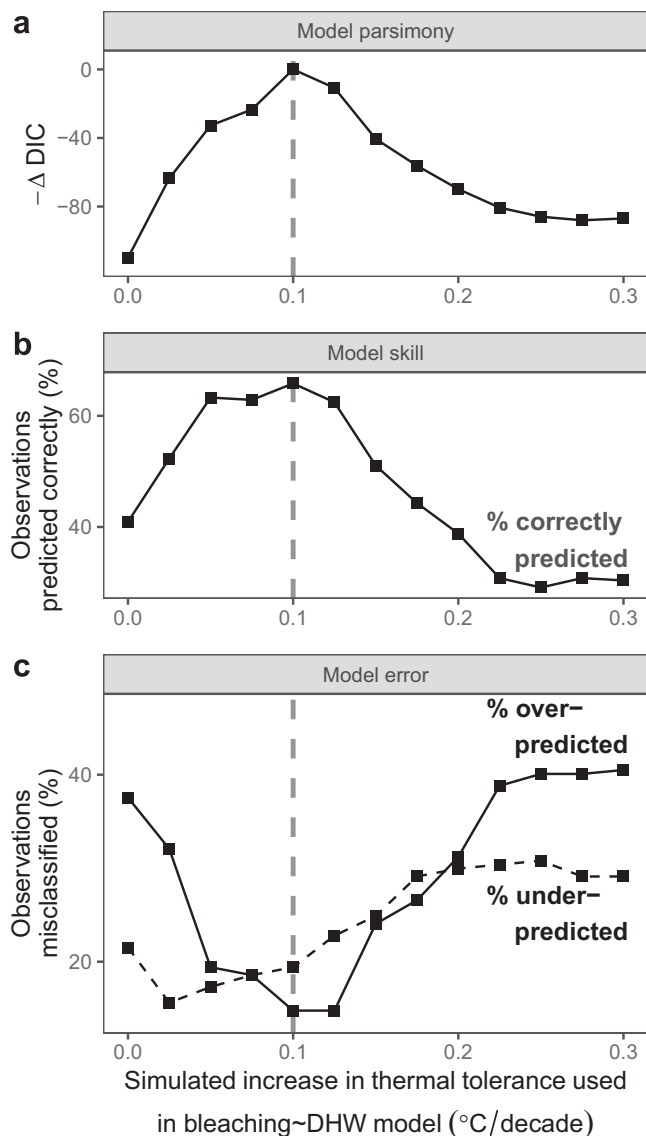 a
Model parsimony
−Δ DIC
0
−40
−80
0.0 0.1 0.2 0.3
b
Model skill
Observations
predicted correctly (%)
60
40
% correctly
predicted
0.0 0.1 0.2 0.3
c
Model error
Observations
misclassified (%)
% over−
predicted
40
% under−
predicted
20
0.0 0.1 0.2 0.3
Simulated increase in thermal tolerance used
in bleaching~DHW model (°C/decade)